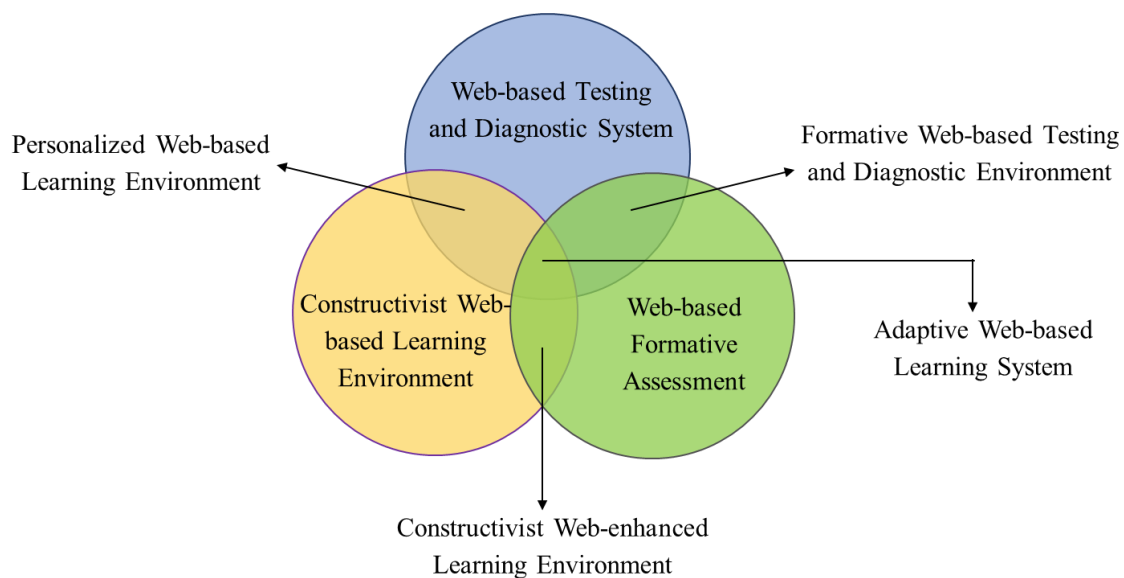 Web-based Testing
and Diagnostic System
Personalized Web-based
Learning Environment
Formative Web-based Testing
and Diagnostic Environment
Constructivist Web-
based Learning
Environment
Web-based
Formative
Assessment
Adaptive Web-based
Learning System
Constructivist Web-enhanced
Learning Environment